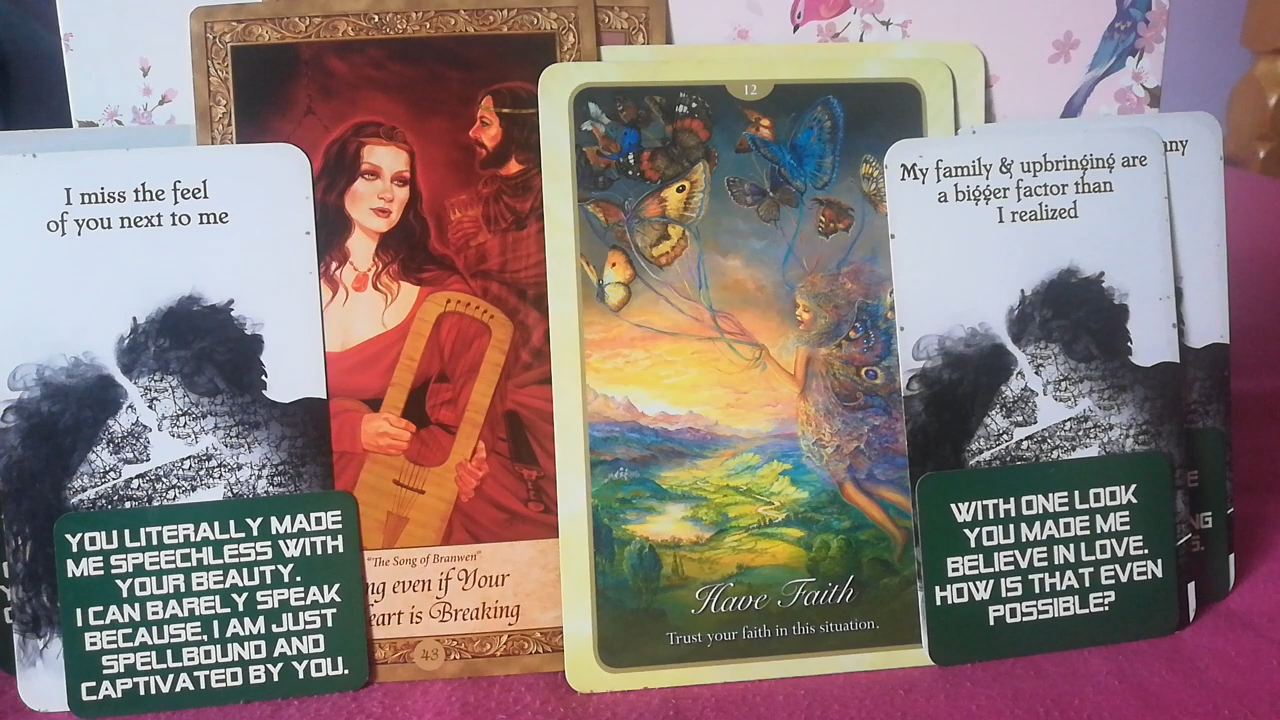 I miss the feel
of you next to me
YOU LITERALLY MADE
ME SPEECHLESS WITH
YOUR BEAUTY.
I CAN BARELY SPEAK
BECAUSE, I AM JUST
SPELLBOUND AND
CAPTIVATED BY YOU.
"The Song of Branwen"
ng even if Your
eart is Breaking
43
12
Have Faith
Trust your faith in this situation.
My family & upbringing are
a bigger factor than
I realized
WITH ONE LOOK
YOU MADE ME
BELIEVE IN LOVE.
HOW IS THAT EVEN
POSSIBLE?
any